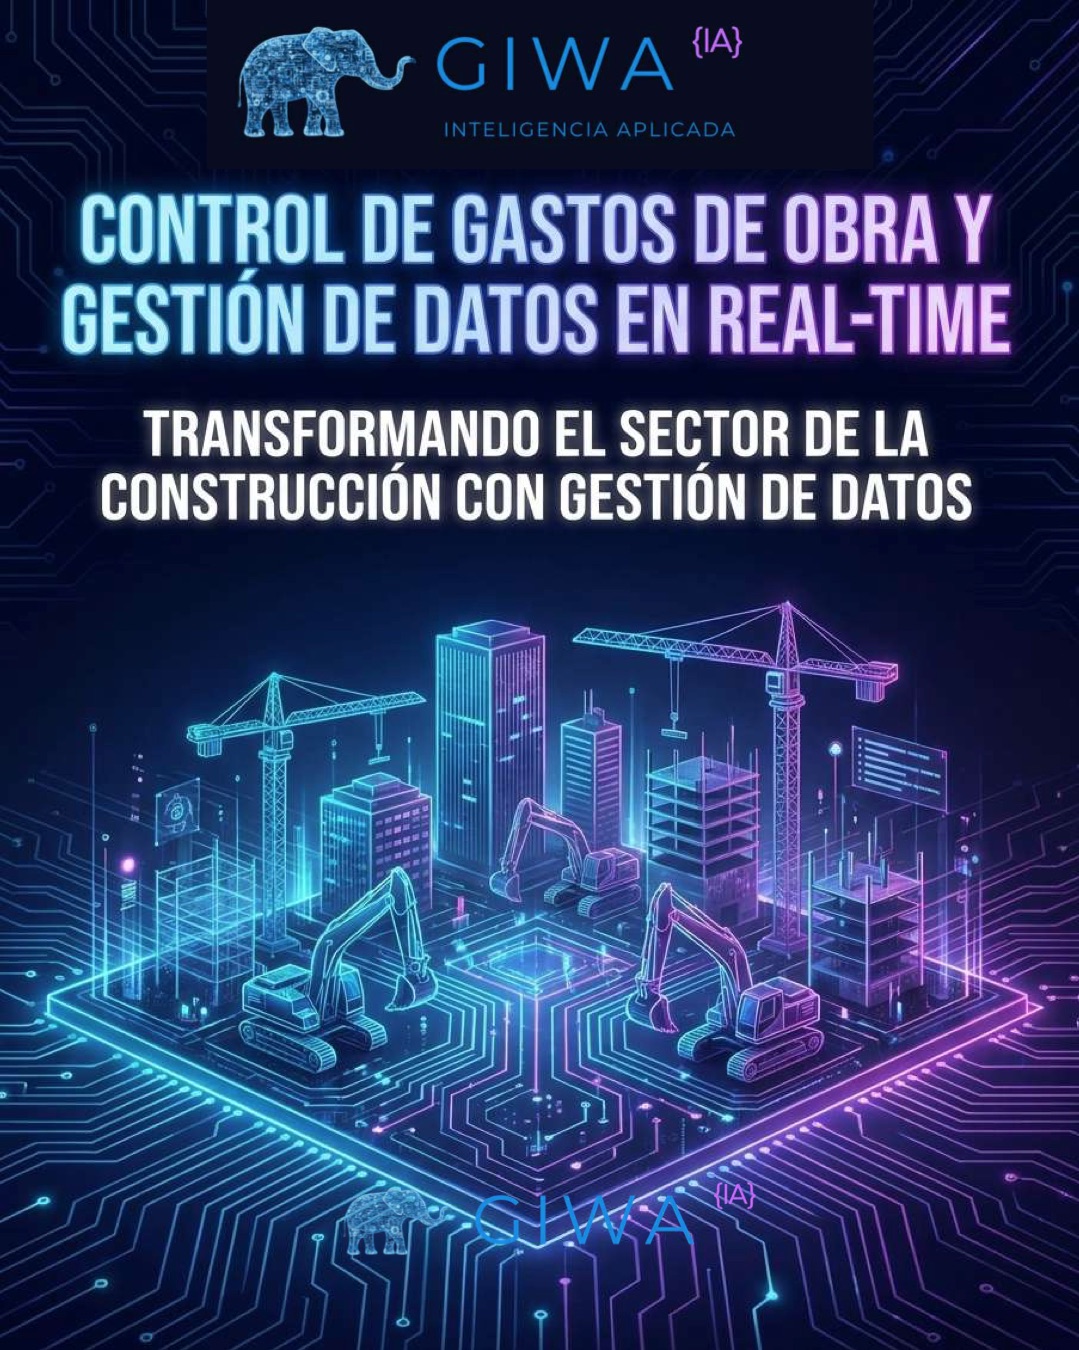 GIWA {IA}
INTELIGENCIA APLICADA
CONTROL DE GASTOS DE OBRA Y
GESTIÓN DE DATOS EN REAL-TIME
TRANSFORMANDO EL SECTOR DE LA
CONSTRUCCIÓN CON GESTIÓN DE DATOS
GIWA {IA}